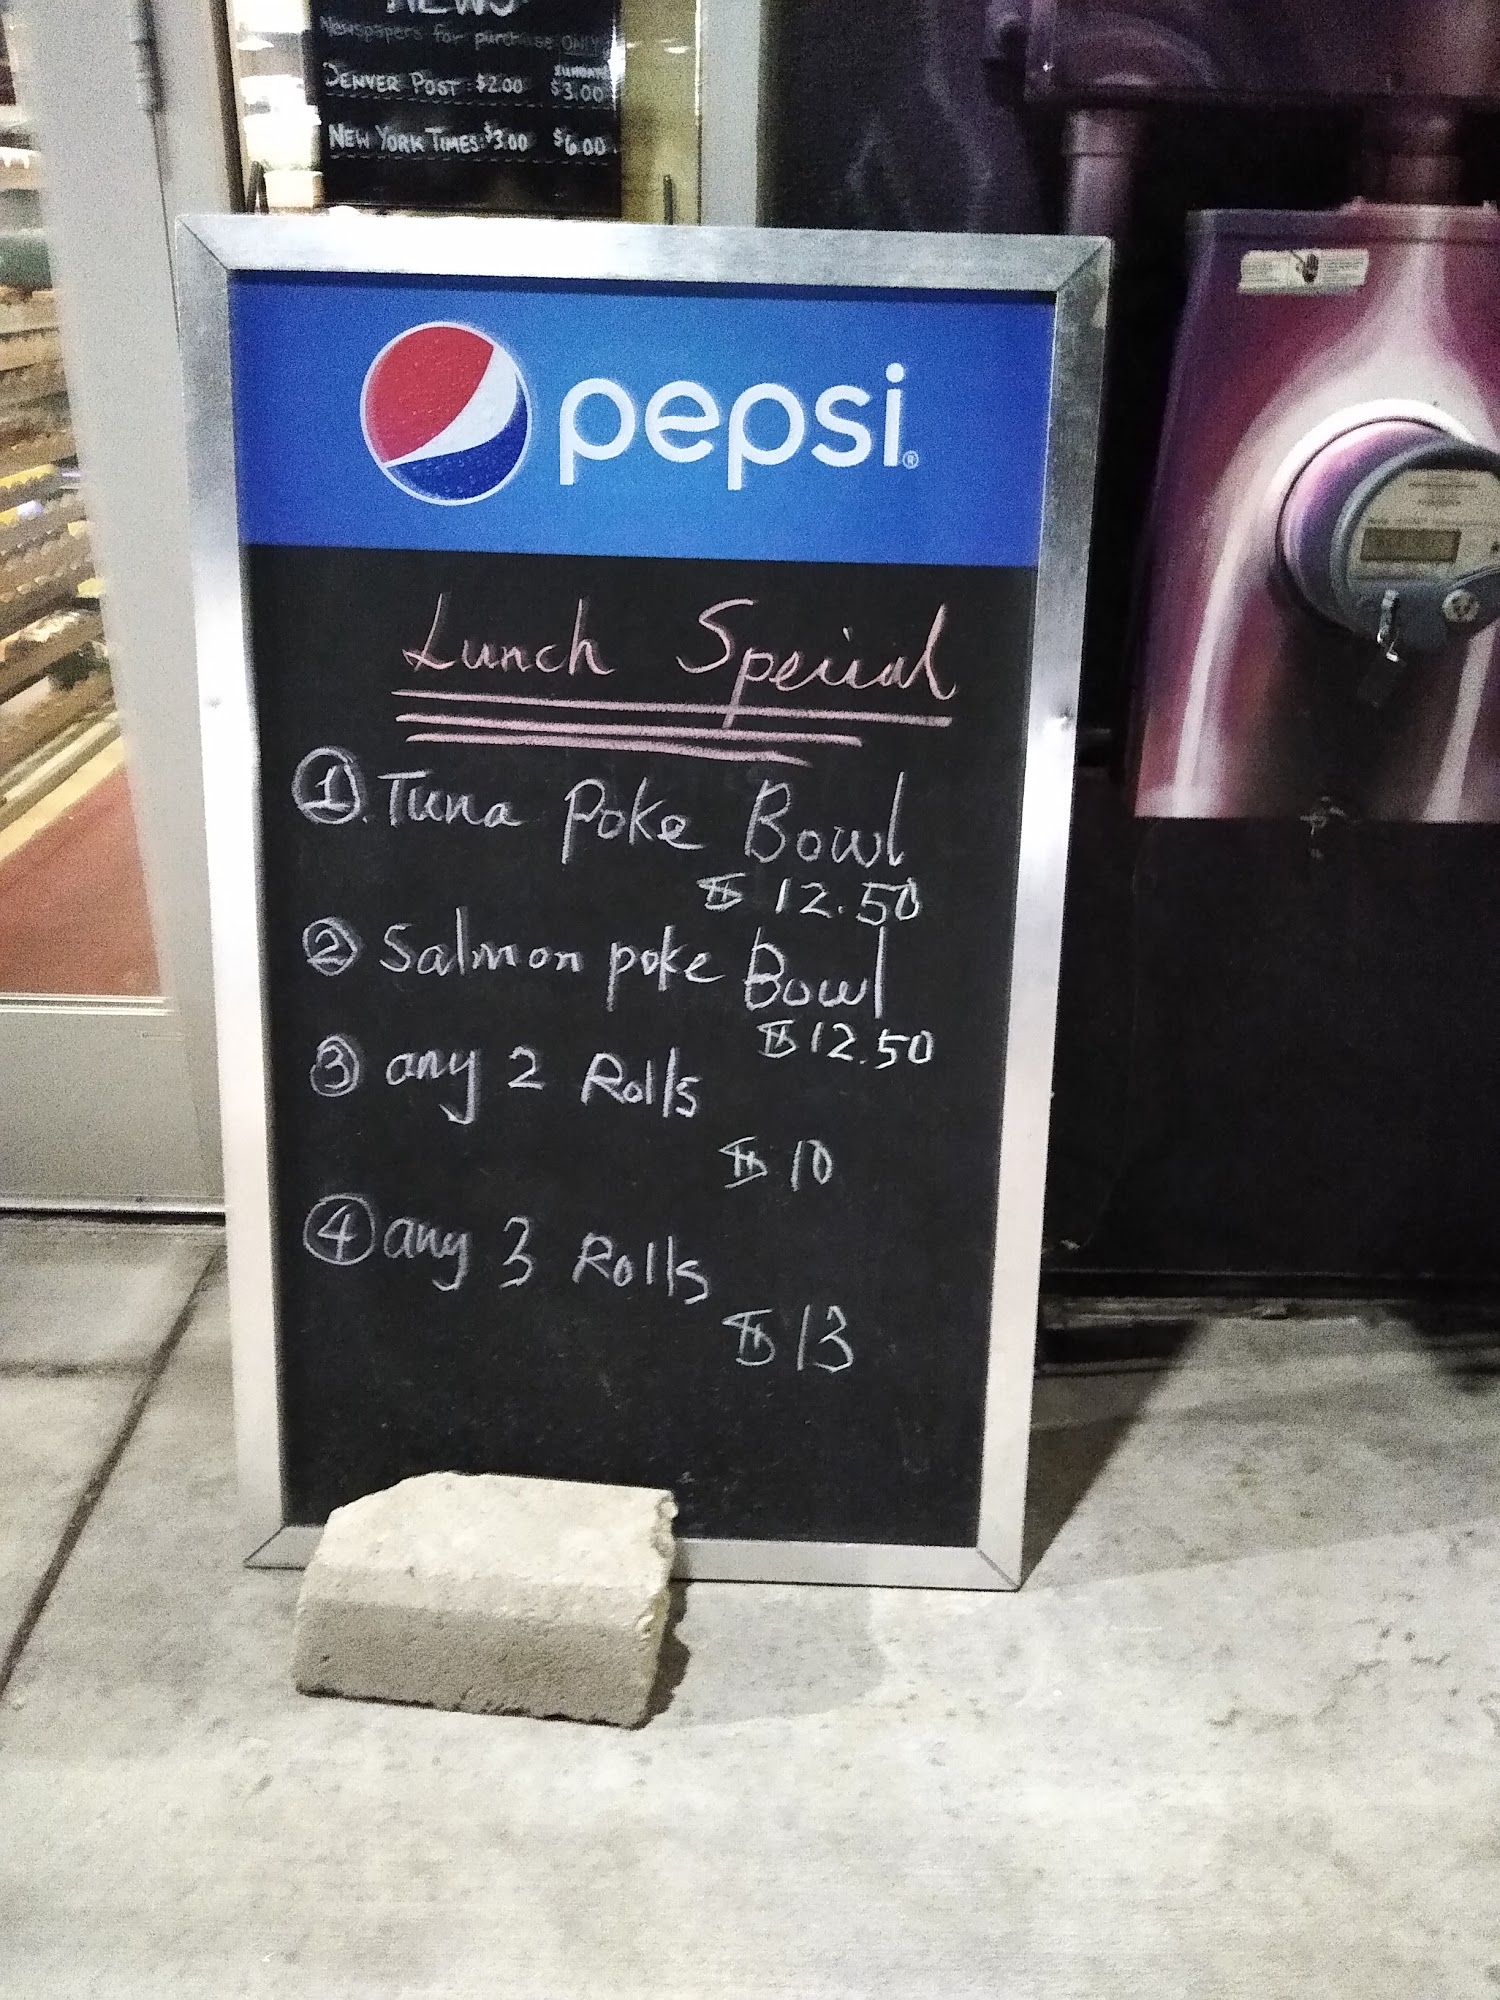 NEWS
Newspapers for purchase ONLY
SUNDAY
DENVER POST: $2.00 $3.00
NEW YORK TIMES: $3.00 $6.00
pepsi®
Lunch Special
① Tuna Poke Bowl
$12.50
② Salmon poke Bowl
$12.50
③ any 2 Rolls
$10
④ any 3 Rolls
$13